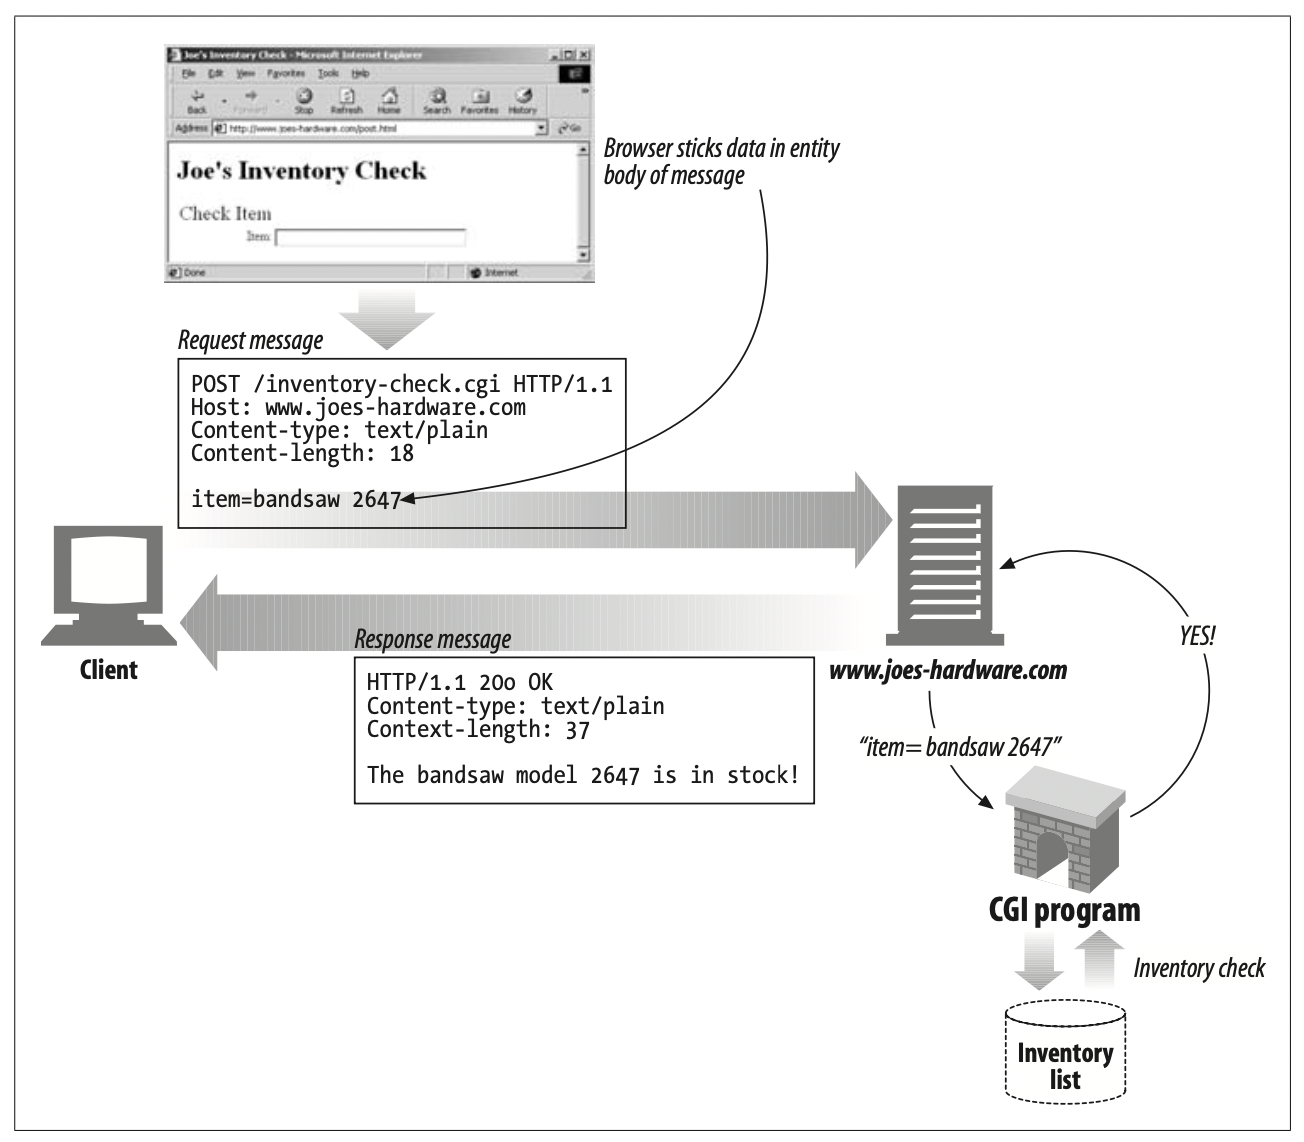 Joe's Inventory Check - Microsoft Internet Explorer
File Edit View Favorites Tools Help
Back Forward Stop Refresh Home Search Favorites History
Address http://www.joes-hardware.com/post.html Go
Joe's Inventory Check
Check Item
Item:
Done Internet
Browser sticks data in entity
body of message
Request message
POST /inventory-check.cgi HTTP/1.1
Host: www.joes-hardware.com
Content-type: text/plain
Content-length: 18
item=bandsaw 2647
Client
Response message
HTTP/1.1 20o OK
Content-type: text/plain
Context-length: 37
The bandsaw model 2647 is in stock!
www.joes-hardware.com
YES!
“item= bandsaw 2647”
CGI program
Inventory check
Inventory
list